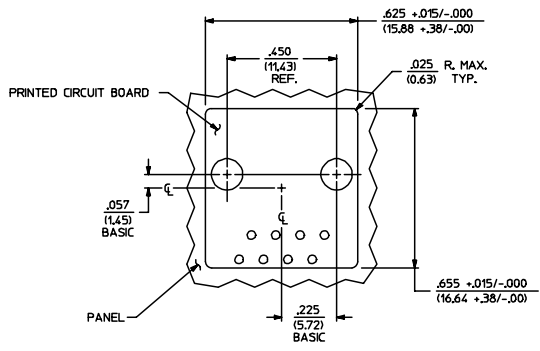 .625 +.015/-.000
(15.88 +.38/-.00)
.450
(11.43)
REF.
.025 R. MAX.
(0.63) TYP.
PRINTED CIRCUIT BOARD
℄
.057
(1.45)
BASIC
℄
.655 +.015/-.000
(16.64 +.38/-.00)
PANEL
.225
(5.72)
BASIC